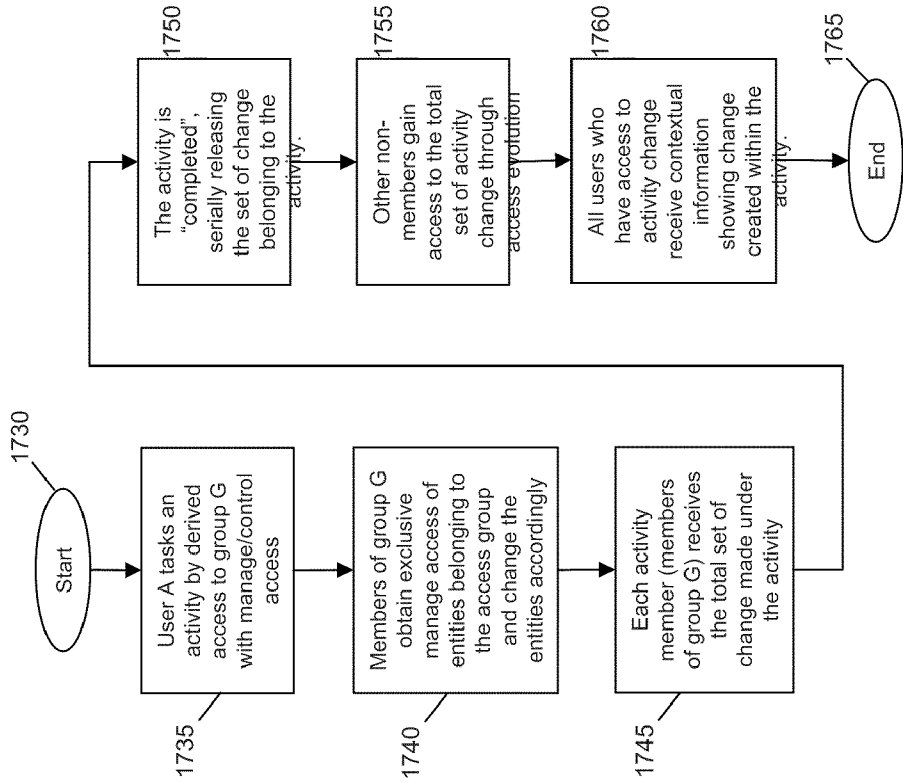 1730
Start
1735
User A tasks an
activity by derived
access to group G
with manage/control
access
1740
Members of group G
obtain exclusive
manage access of
entities belonging to
the access group
and change the
entities accordingly
1745
Each activity
member (members
of group G) receives
the total set of
change made under
the activity
1750
The activity is
“completed”,
serially releasing
the set of change
belonging to the
activity.
1755
Other non-
members gain
access to the total
set of activity
change through
access evolution
1760
All users who
have access to
activity change
receive contextual
information
showing change
created within the
activity.
1765
End